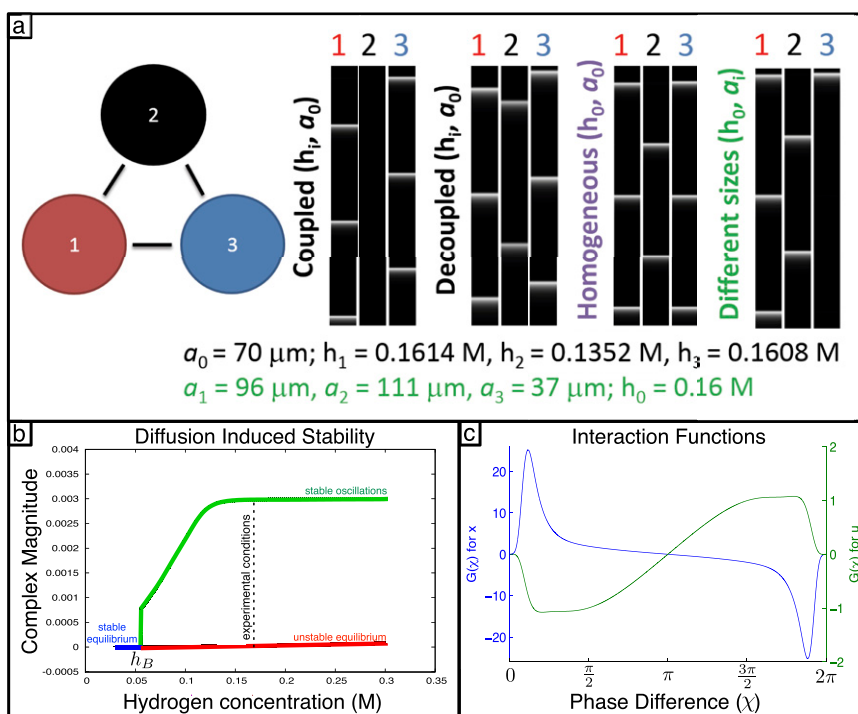 a
1 2 3
1 2 3
1 2 3
1 2 3
2
1
3
Coupled (hi, a0)
Decoupled (hi, a0)
Homogeneous (h0, a0)
Different sizes (h0, ai)
a0 = 70 μm; h1 = 0.1614 M, h2 = 0.1352 M, h3 = 0.1608 M
a1 = 96 μm, a2 = 111 μm, a3 = 37 μm; h0 = 0.16 M
b
Diffusion Induced Stability
Complex Magnitude
0.004
0.0035
0.003
0.0025
0.002
0.0015
0.001
0.0005
0
-0.0005
stable oscillations
experimental conditions
stable
equilibrium
unstable equilibrium
hB
0
0.05
0.1
0.15
0.2
0.25
0.3
0.35
Hydrogen concentration (M)
c
Interaction Functions
G(χ) for x
20
10
0
−10
−20
2
1
0
−1
−2
0
π/2
π
3π/2
2π
Phase Difference (χ)